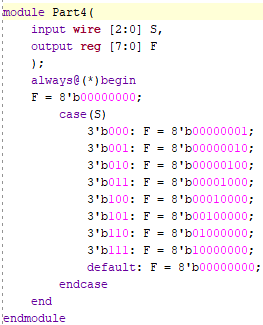 module Part4(
input wire [2:0] S,
output reg [7:0] F
);
always@(*)begin
F = 8'b00000000;
case(S)
3'b000: F = 8'b00000001;
3'b001: F = 8'b00000010;
3'b010: F = 8'b00000100;
3'b011: F = 8'b00001000;
3'b100: F = 8'b00010000;
3'b101: F = 8'b00100000;
3'b110: F = 8'b01000000;
3'b111: F = 8'b10000000;
default: F = 8'b00000000;
endcase
end
endmodule